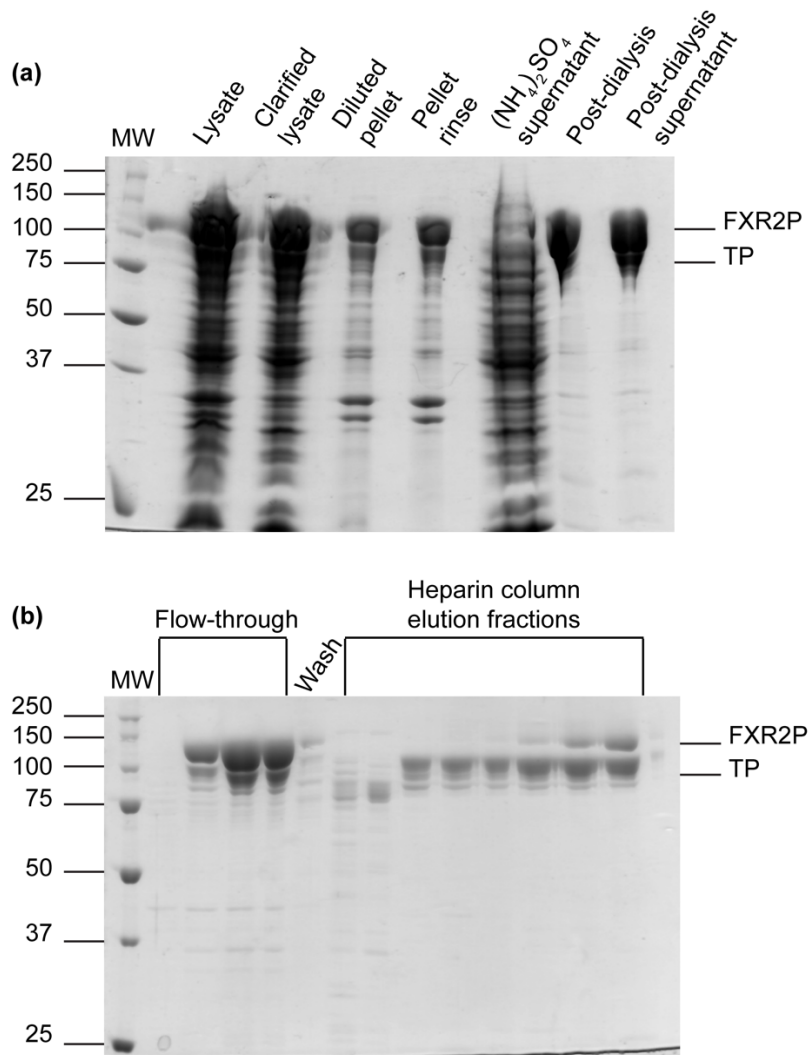 (a)
MW
Lysate
Clarified
lysate
Diluted
pellet
Pellet
rinse
(NH₄)₂SO₄
supernatant
Post-dialysis
Post-dialysis
supernatant
250
150
100
75
50
37
25
FXR2P
TP
(b)
Flow-through
Wash
Heparin column
elution fractions
MW
250
150
100
75
50
37
25
FXR2P
TP